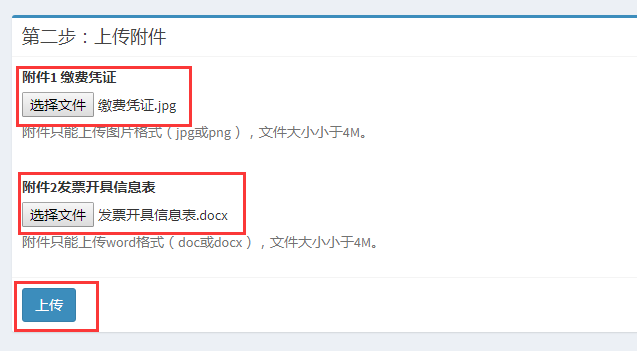 第二步：上传附件
附件1 缴费凭证
选择文件 缴费凭证.jpg
附件只能上传图片格式（jpg或png），文件大小小于4M。
附件2发票开具信息表
选择文件 发票开具信息表.docx
附件只能上传word格式（doc或docx），文件大小小于4M。
上传